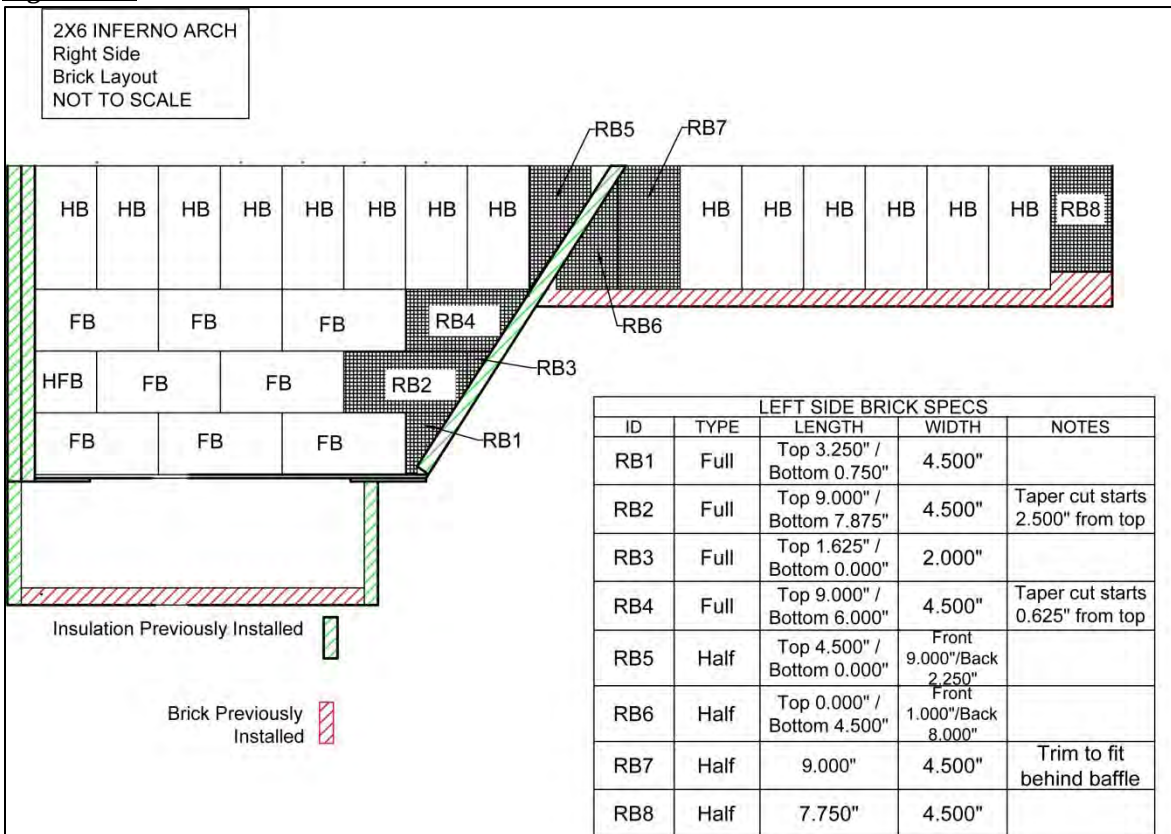 2X6 INFERNO ARCH
Right Side
Brick Layout
NOT TO SCALE
RB5
RB7
HB HB HB HB HB HB HB HB HB HB HB HB HB HB RB8
FB FB FB RB4
RB6
RB3
HFB FB FB RB2
FB FB FB RB1
Insulation Previously Installed
Brick Previously
Installed
LEFT SIDE BRICK SPECS
ID TYPE LENGTH WIDTH NOTES
RB1 Full Top 3.250" / Bottom 0.750" 4.500"
RB2 Full Top 9.000" / Bottom 7.875" 4.500" Taper cut starts 2.500" from top
RB3 Full Top 1.625" / Bottom 0.000" 2.000"
RB4 Full Top 9.000" / Bottom 6.000" 4.500" Taper cut starts 0.625" from top
RB5 Half Top 4.500" / Bottom 0.000" Front 9.000"/Back 2.250"
RB6 Half Top 0.000" / Bottom 4.500" Front 1.000"/Back 8.000"
RB7 Half 9.000" 4.500" Trim to fit behind baffle
RB8 Half 7.750" 4.500"